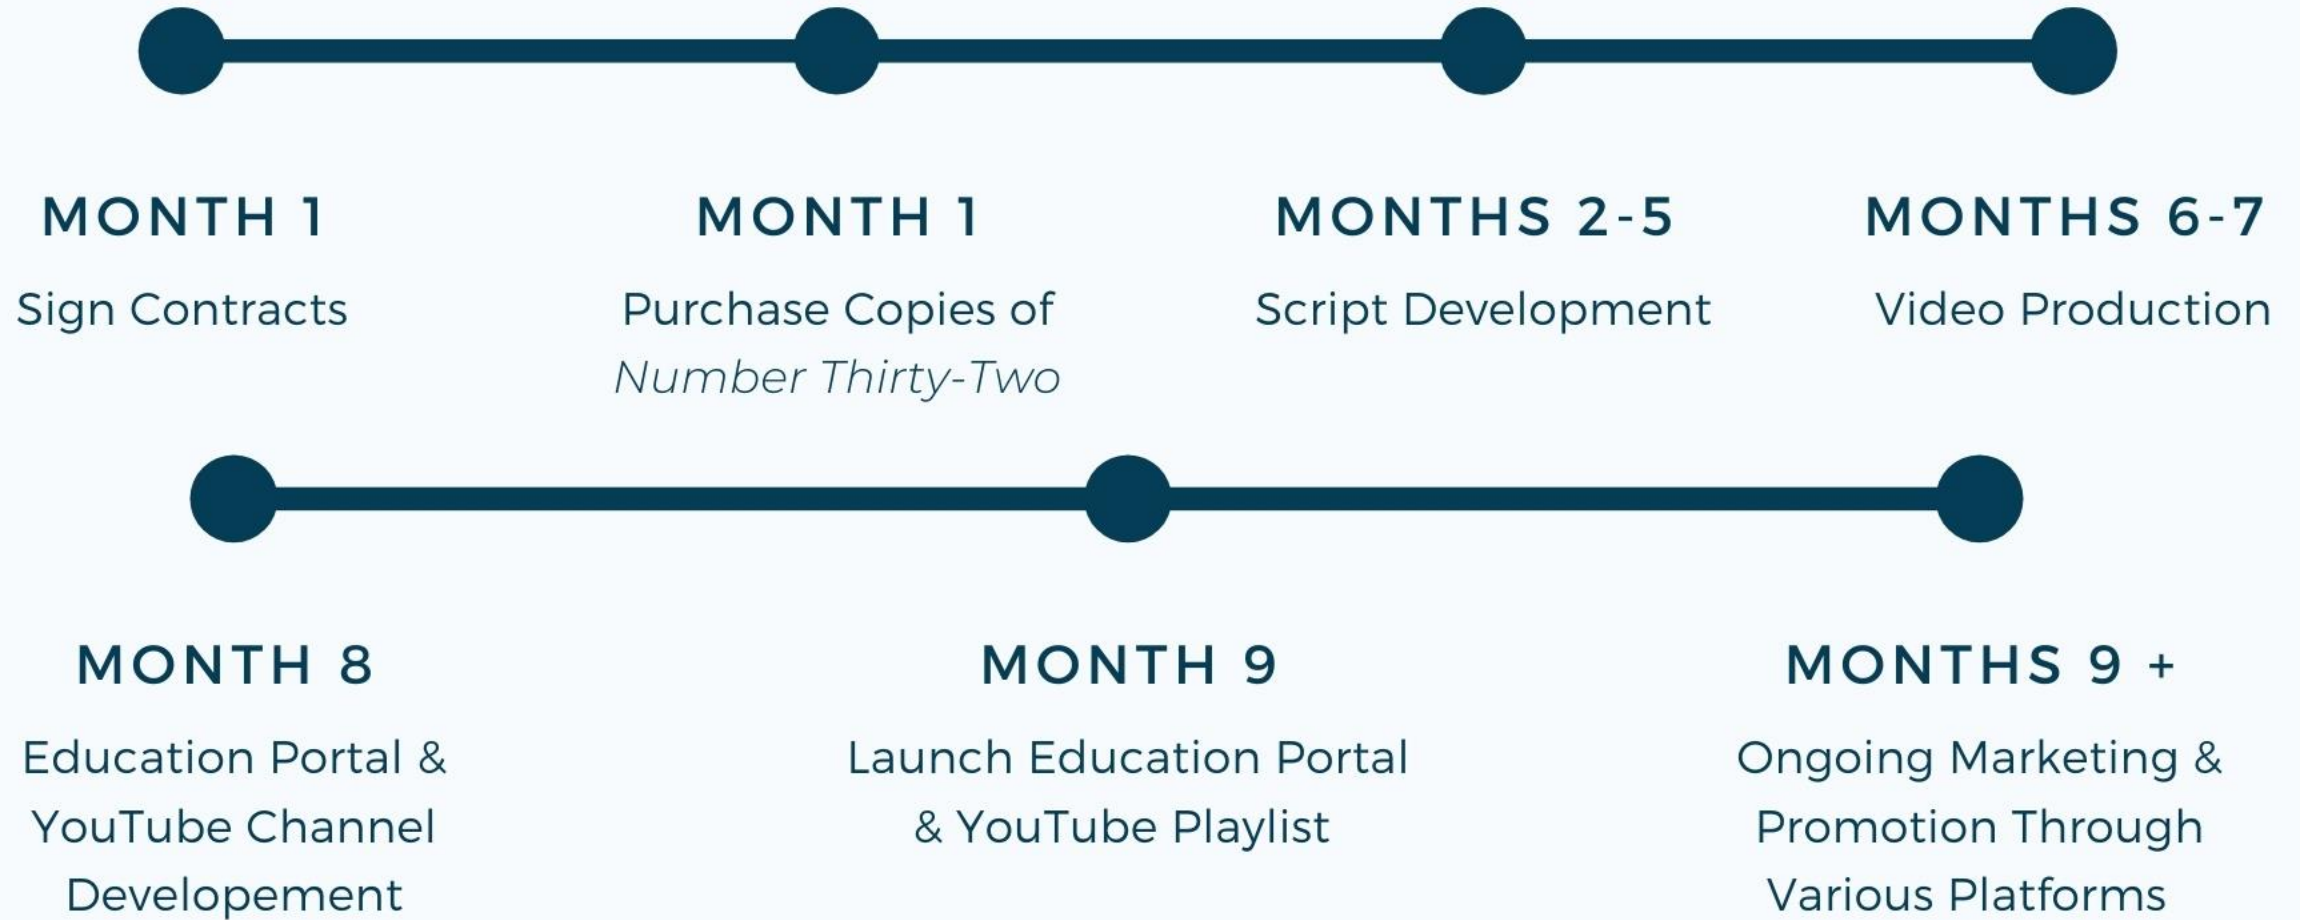 MONTH 1
Sign Contracts
MONTH 1
Purchase Copies of
Number Thirty-Two
MONTHS 2-5
Script Development
MONTHS 6-7
Video Production
MONTH 8
Education Portal &
YouTube Channel
Developement
MONTH 9
Launch Education Portal
& YouTube Playlist
MONTHS 9 +
Ongoing Marketing &
Promotion Through
Various Platforms